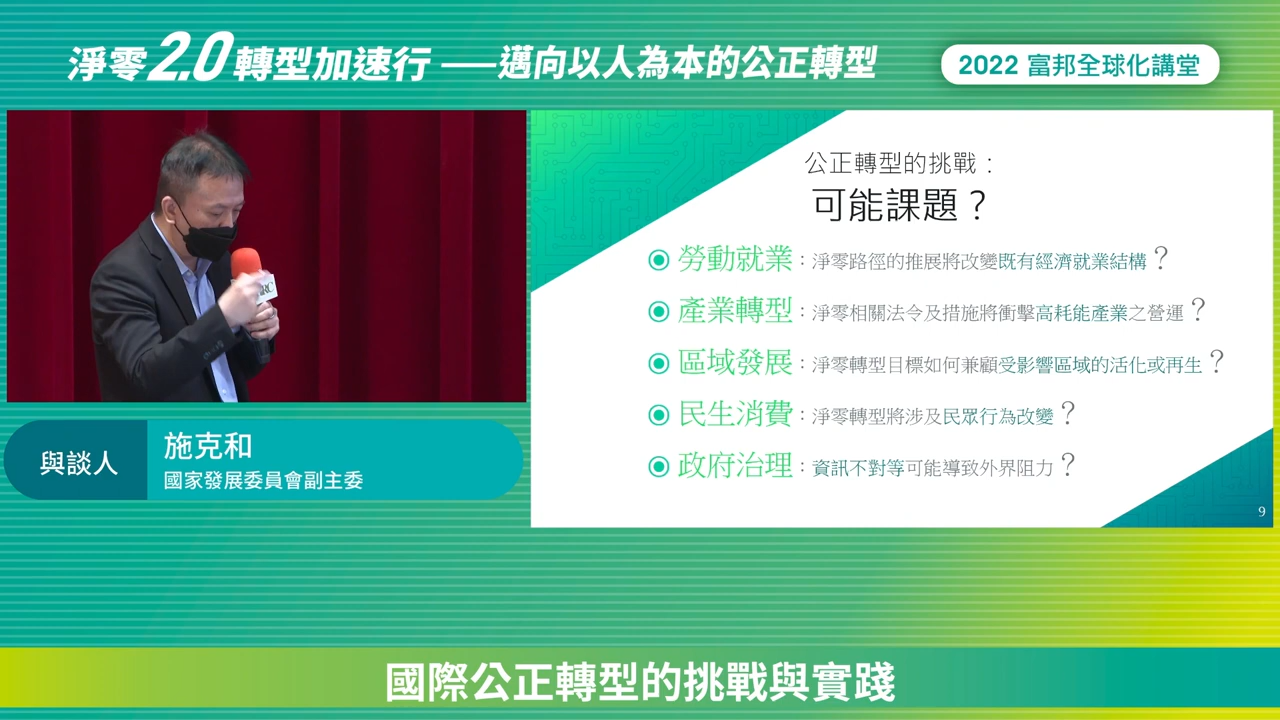 淨零2.0轉型加速行——邁向以人為本的公正轉型
2022 富邦全球化講堂
公正轉型的挑戰：
可能課題？
勞動就業：淨零路徑的推展將改變既有經濟就業結構？
產業轉型：淨零相關法令及措施將衝擊高耗能產業之營運？
區域發展：淨零轉型目標如何兼顧受影響區域的活化或再生？
民生消費：淨零轉型將涉及民眾行為改變？
政府治理：資訊不對等可能導致外界阻力？
9
與談人
施克和
國家發展委員會副主委
國際公正轉型的挑戰與實踐